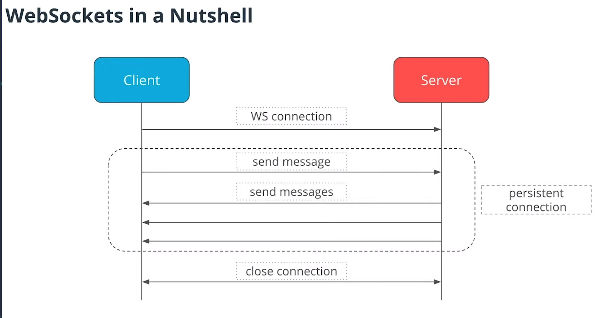 WebSockets in a Nutshell
Client
Server
WS connection
send message
send messages
persistent
connection
close connection